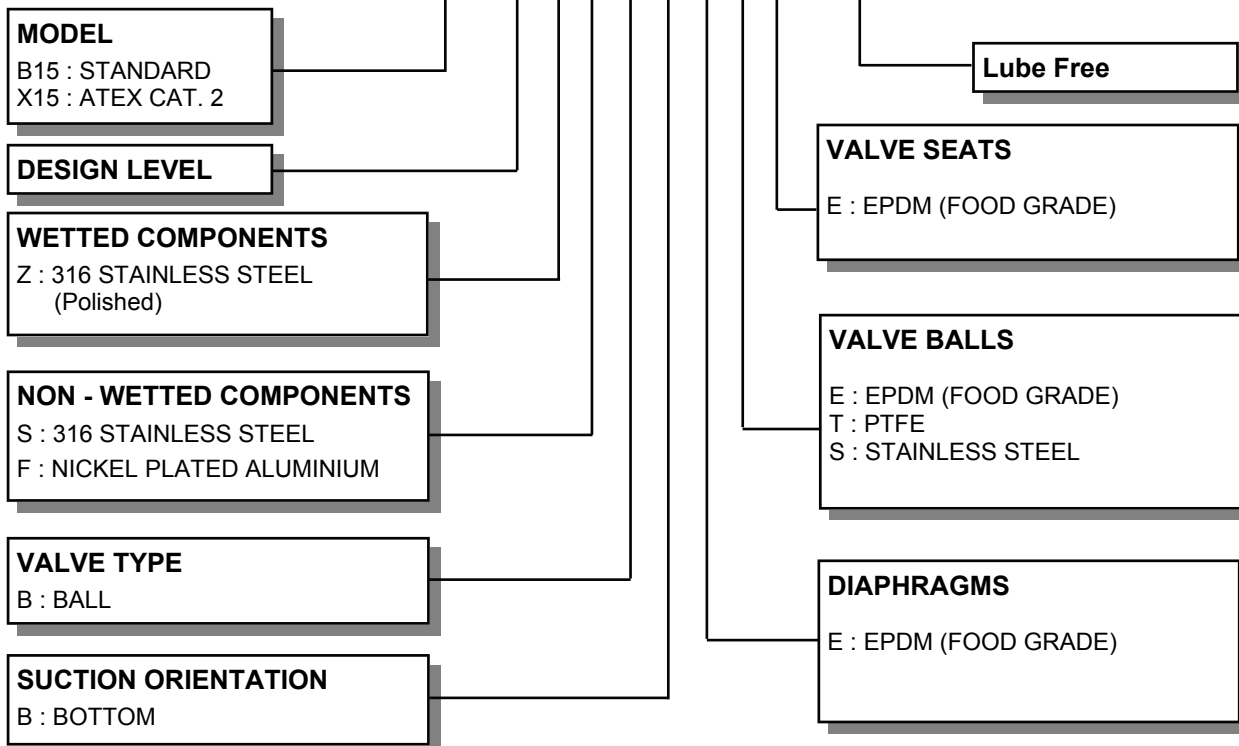 MODEL
B15 : STANDARD
X15 : ATEX CAT. 2
DESIGN LEVEL
WETTED COMPONENTS
Z : 316 STAINLESS STEEL
(Polished)
NON - WETTED COMPONENTS
S : 316 STAINLESS STEEL
F : NICKEL PLATED ALUMINIUM
VALVE TYPE
B : BALL
SUCTION ORIENTATION
B : BOTTOM
Lube Free
VALVE SEATS
E : EPDM (FOOD GRADE)
VALVE BALLS
E : EPDM (FOOD GRADE)
T : PTFE
S : STAINLESS STEEL
DIAPHRAGMS
E : EPDM (FOOD GRADE)